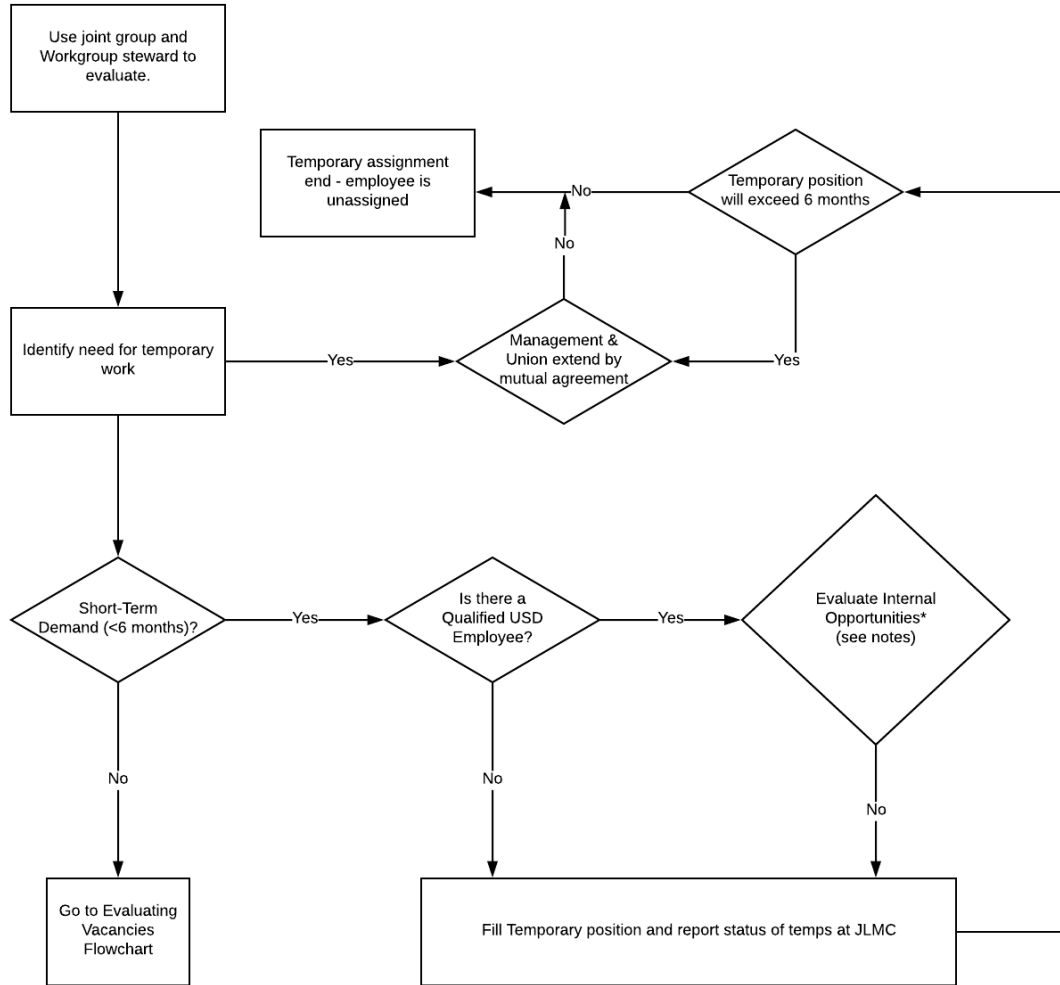 Use joint group and
Workgroup steward to
evaluate.
Temporary assignment
end - employee is
unassigned
No
Temporary position
will exceed 6 months
No
Identify need for temporary
work
Yes
Management &
Union extend by
mutual agreement
Yes
Short-Term
Demand (<6 months)?
Yes
Is there a
Qualified USD
Employee?
Yes
Evaluate Internal
Opportunities*
(see notes)
No
No
No
Go to Evaluating
Vacancies
Flowchart
Fill Temporary position and report status of temps at JLMC